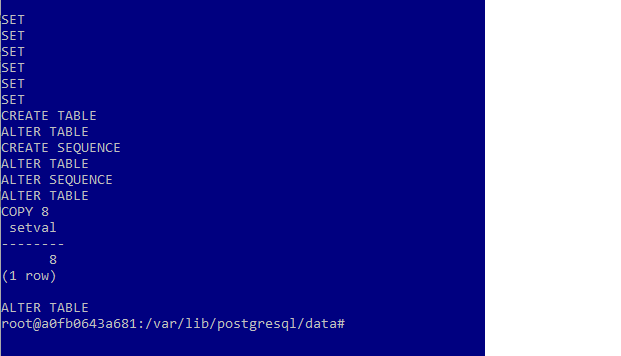 SET
SET
SET
SET
SET
SET
CREATE TABLE
ALTER TABLE
CREATE SEQUENCE
ALTER TABLE
ALTER SEQUENCE
ALTER TABLE
COPY 8
setval
--------
8
(1 row)
ALTER TABLE
root@a0fb0643a681:/var/lib/postgresql/data#